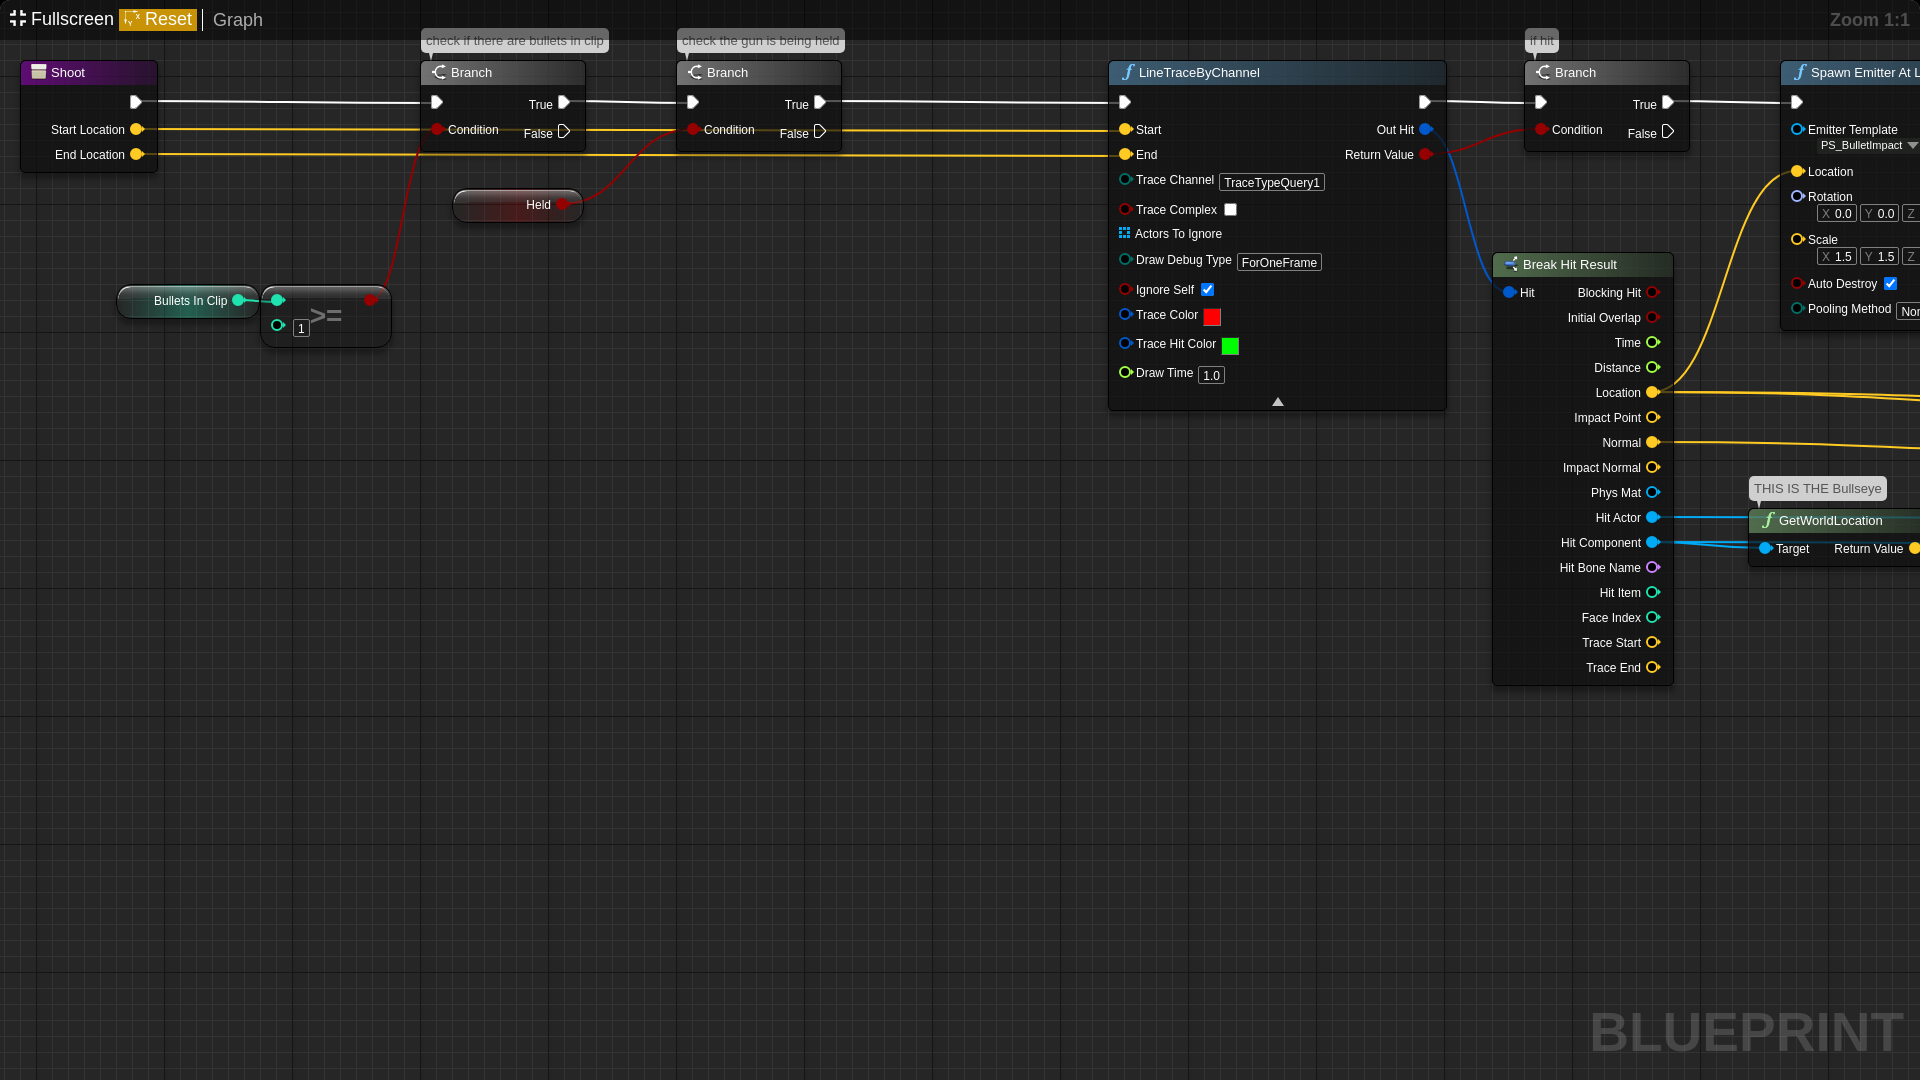 Fullscreen Reset Graph
Zoom 1:1
check if there are bullets in clip
check the gun is being held
if hit
Shoot
Start Location
End Location
Branch
True
Condition
False
Branch
True
Condition
False
Held
Bullets In Clip
1
>=
LineTraceByChannel
Start
Out Hit
End
Return Value
Trace Channel TraceTypeQuery1
Trace Complex
Actors To Ignore
Draw Debug Type ForOneFrame
Ignore Self
Trace Color
Trace Hit Color
Draw Time 1.0
Branch
True
Condition
False
Break Hit Result
Hit
Blocking Hit
Initial Overlap
Time
Distance
Location
Impact Point
Normal
Impact Normal
Phys Mat
Hit Actor
Hit Component
Hit Bone Name
Hit Item
Face Index
Trace Start
Trace End
Spawn Emitter At L
Emitter Template
PS_BulletImpact
Location
Rotation
X 0.0 Y 0.0 Z
Scale
X 1.5 Y 1.5 Z
Auto Destroy
Pooling Method Nor
THIS IS THE Bullseye
GetWorldLocation
Target
Return Value
BLUEPRINT